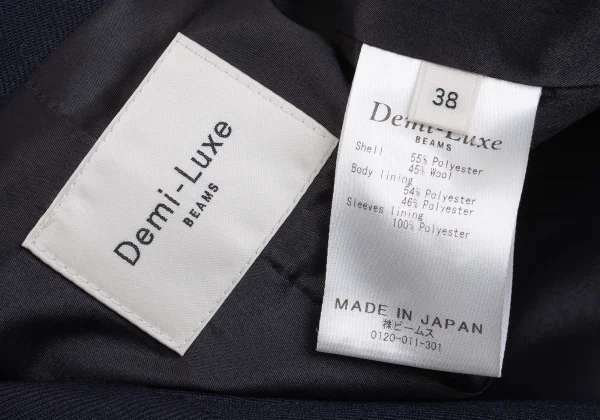 Demi-Luxe
BEAMS
38
Demi-Luxe
BEAMS
Shell 55% Polyester
45% Wool
Body lining
54% Polyester
46% Polyester
Sleeves lining
100% Polyester
MADE IN JAPAN
㈱ビームス
0120-011-301